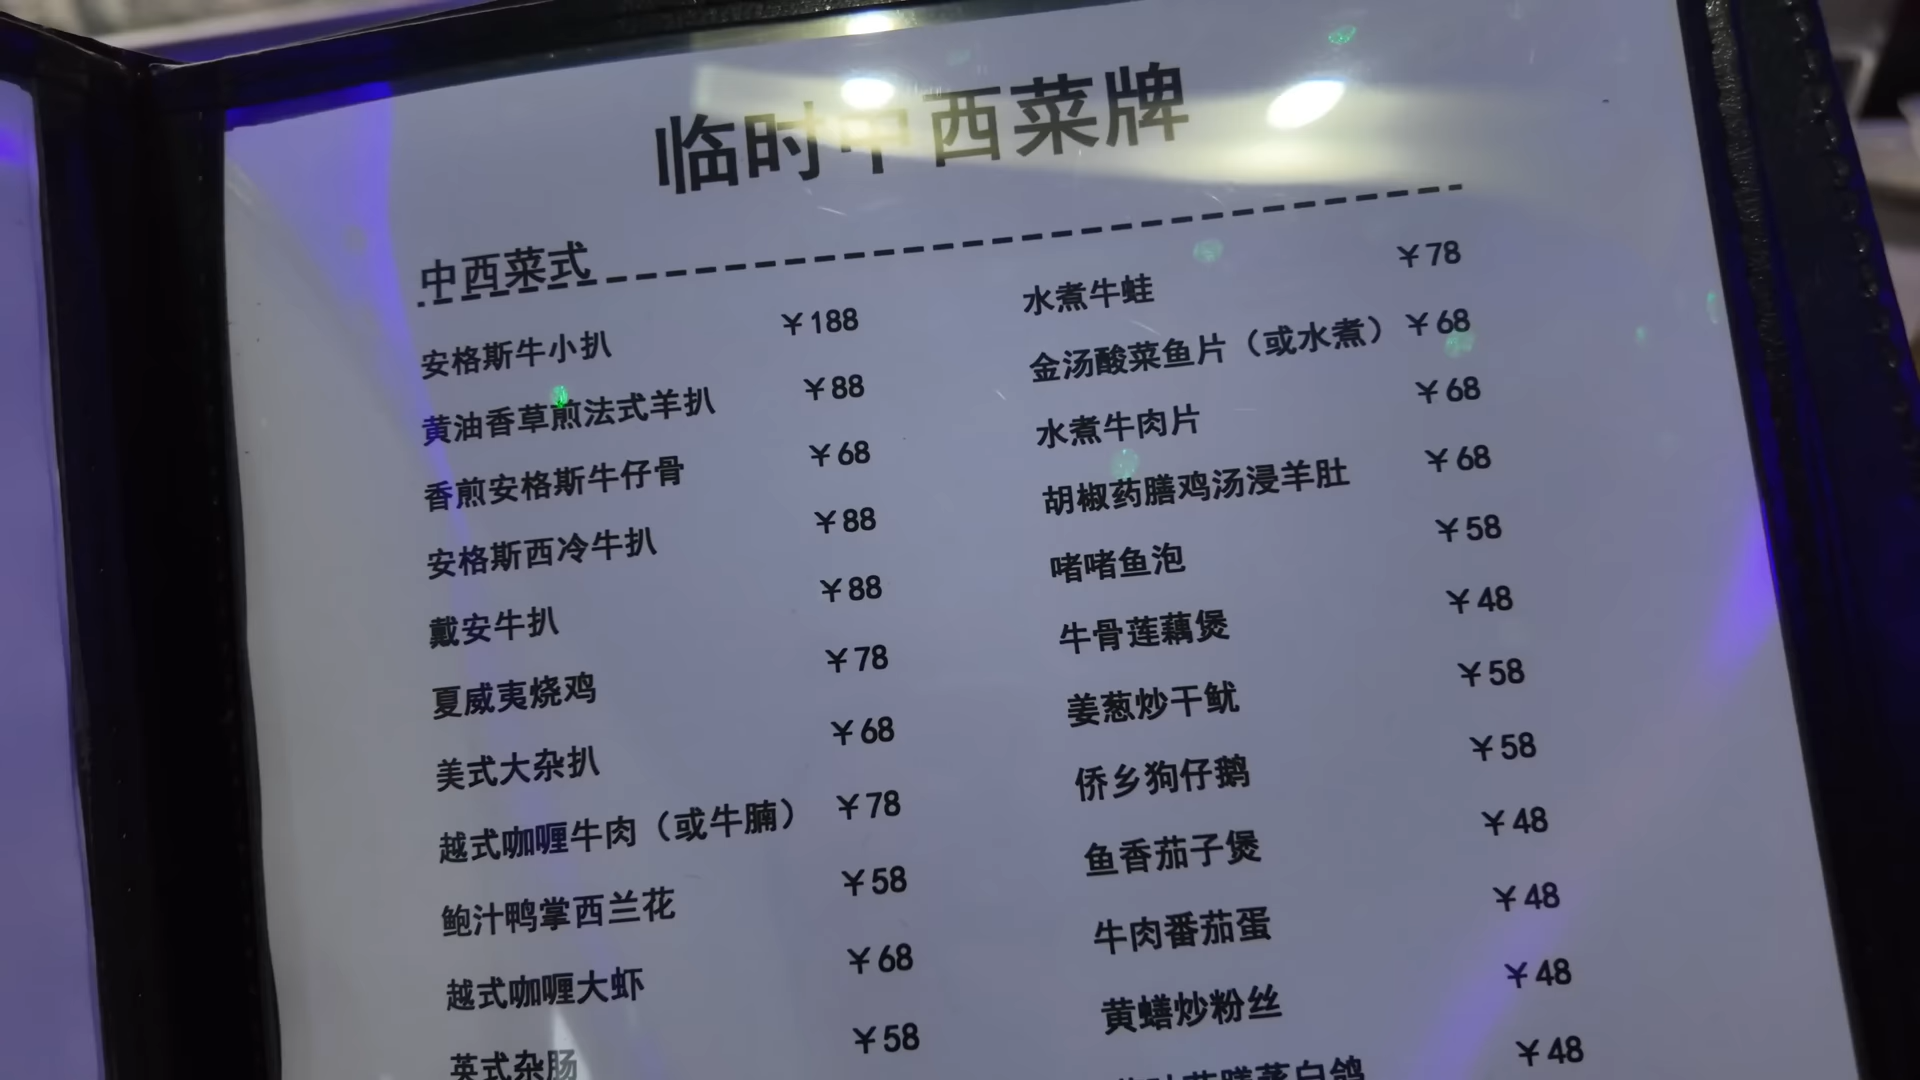 临时中西菜牌
中西菜式
安格斯牛小扒 ￥188
黄油香草煎法式羊扒 ￥88
香煎安格斯牛仔骨 ￥68
安格斯西冷牛扒 ￥88
戴安牛扒 ￥88
夏威夷烧鸡 ￥78
美式大杂扒 ￥68
越式咖喱牛肉（或牛腩） ￥78
鲍汁鸭掌西兰花 ￥58
越式咖喱大虾 ￥68
英式杂肠 ￥58
水煮牛蛙 ￥78
金汤酸菜鱼片（或水煮） ￥68
水煮牛肉片 ￥68
胡椒药膳鸡汤浸羊肚 ￥68
啫啫鱼泡 ￥58
牛骨莲藕煲 ￥48
姜葱炒干鱿 ￥58
侨乡狗仔鹅 ￥58
鱼香茄子煲 ￥48
牛肉番茄蛋 ￥48
黄鳝炒粉丝 ￥48
蒸白鸽 ￥48